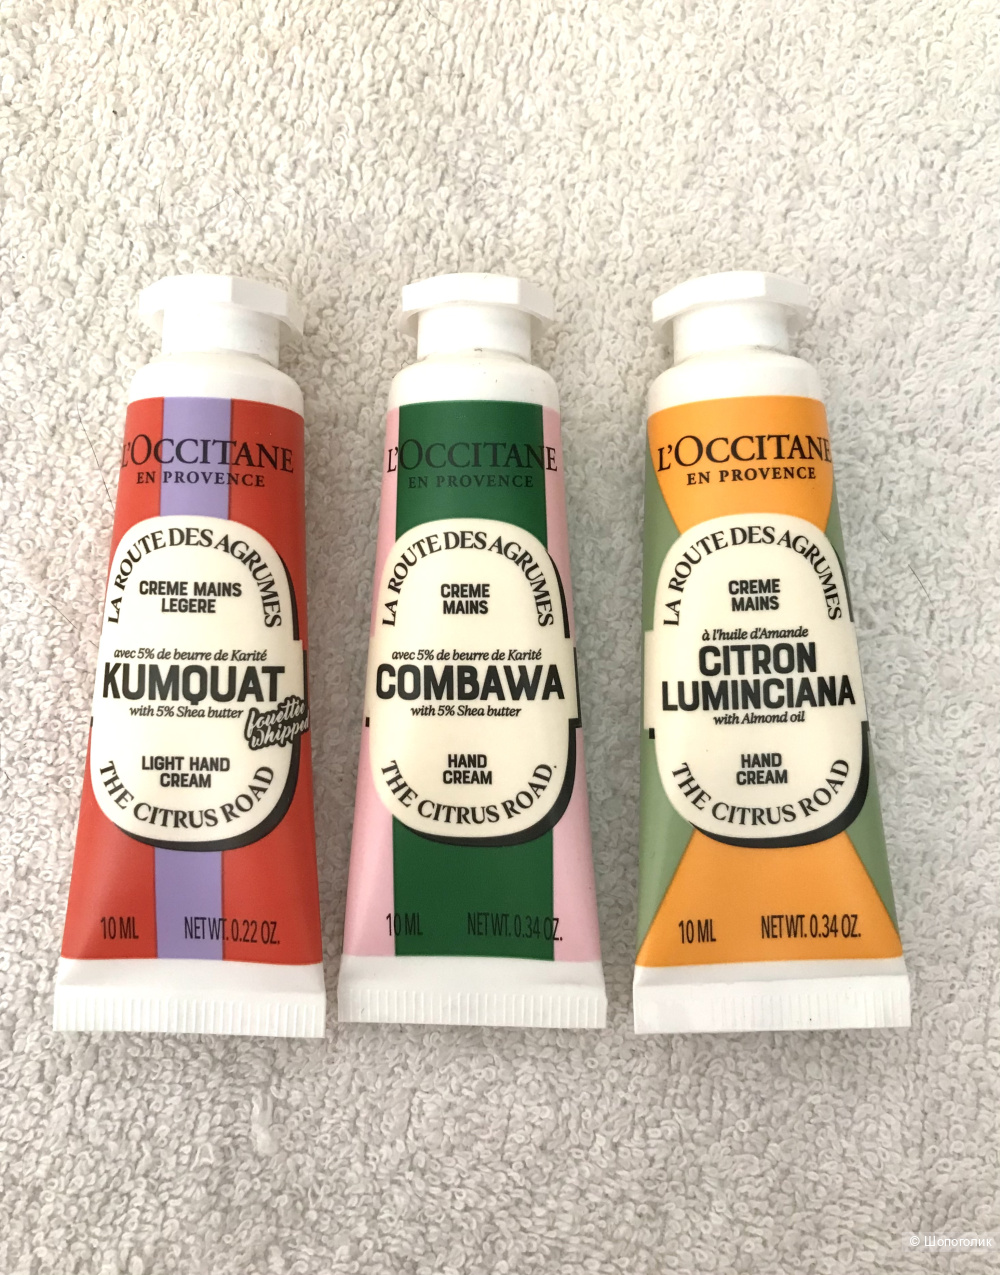 L'OCCITANE
EN PROVENCE
LA ROUTE DES AGRUMES
CREME MAINS
LEGERE
avec 5% de beurre de Karité
KUMQUAT
with 5% Shea butter
fouettée
whipped
LIGHT HAND
CREAM
THE CITRUS ROAD
10 ML NET WT. 0.22 OZ.
L'OCCITANE
EN PROVENCE
LA ROUTE DES AGRUMES
CREME
MAINS
avec 5% de beurre de Karité
COMBAWA
with 5% Shea butter
HAND
CREAM
THE CITRUS ROAD.
10 ML NET WT. 0.34 OZ.
L'OCCITANE
EN PROVENCE
LA ROUTE DES AGRUMES
CREME
MAINS
à l'huile d'Amande
CITRON
LUMINCIANA
with Almond oil
HAND
CREAM
THE CITRUS ROAD
10 ML NET WT. 0.34 OZ.
© Шопоголик